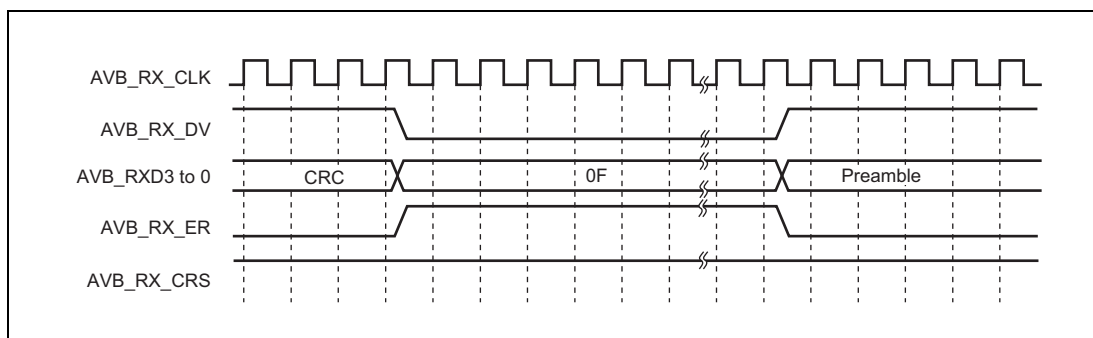 AVB_RX_CLK
AVB_RX_DV
AVB_RXD3 to 0
CRC
0F
Preamble
AVB_RX_ER
AVB_RX_CRS